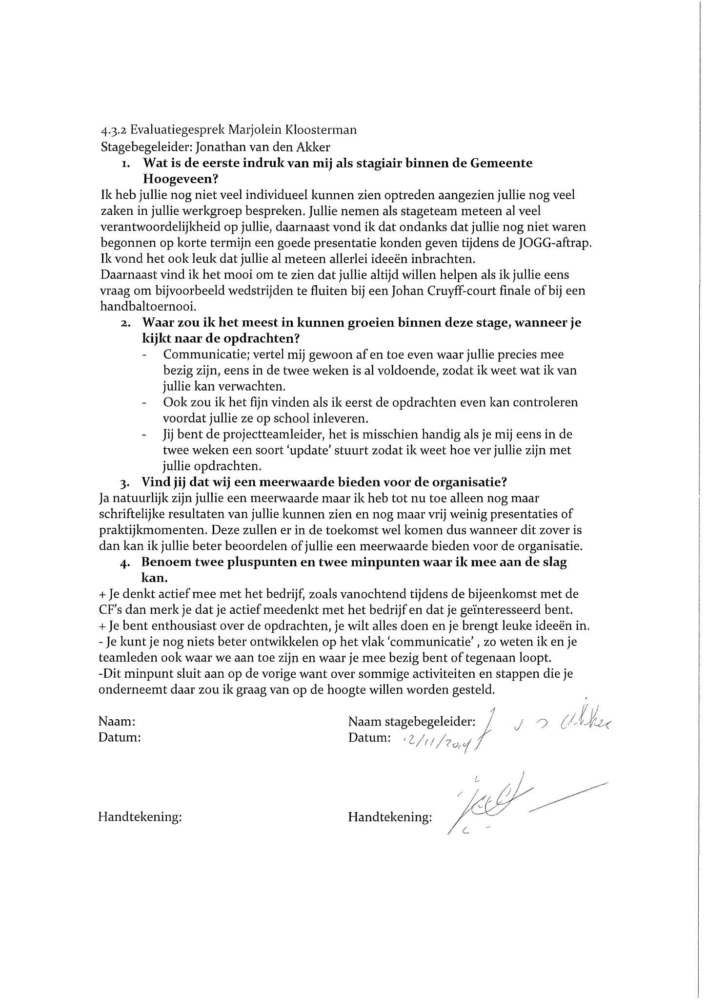 4.3.2 Evaluatiegesprek Marjolein Kloosterman
Stagebegeleider: Jonathan van den Akker
1. Wat is de eerste indruk van mij als stagiair binnen de Gemeente
Hoogeveen?
Ik heb jullie nog niet veel individueel kunnen zien optreden aangezien jullie nog veel
zaken in jullie werkgroep bespreken. Jullie nemen als stageteam meteen al veel
verantwoordelijkheid op jullie, daarnaast vond ik dat ondanks dat jullie nog niet waren
begonnen op korte termijn een goede presentatie konden geven tijdens de JOGG-aftrap.
Ik vond het ook leuk dat jullie al meteen allerlei ideeën inbrachten.
Daarnaast vind ik het mooi om te zien dat jullie altijd willen helpen als ik jullie eens
vraag om bijvoorbeeld wedstrijden te fluiten bij een Johan Cruyff-court finale of bij een
handbaltoernooi.
2. Waar zou ik het meest in kunnen groeien binnen deze stage, wanneer je
kijkt naar de opdrachten?
- Communicatie; vertel mij gewoon af en toe even waar jullie precies mee
bezig zijn, eens in de twee weken is al voldoende, zodat ik weet wat ik van
jullie kan verwachten.
- Ook zou ik het fijn vinden als ik eerst de opdrachten even kan controleren
voordat jullie ze op school inleveren.
- Jij bent de projectteamleider, het is misschien handig als je mij eens in de
twee weken een soort ‘update’ stuurt zodat ik weet hoe ver jullie zijn met
jullie opdrachten.
3. Vind jij dat wij een meerwaarde bieden voor de organisatie?
Ja natuurlijk zijn jullie een meerwaarde maar ik heb tot nu toe alleen nog maar
schriftelijke resultaten van jullie kunnen zien en nog maar vrij weinig presentaties of
praktijkmomenten. Deze zullen er in de toekomst wel komen dus wanneer dit zover is
dan kan ik jullie beter beoordelen of jullie een meerwaarde bieden voor de organisatie.
4. Benoem twee pluspunten en twee minpunten waar ik mee aan de slag
kan.
+ Je denkt actief mee met het bedrijf, zoals vanochtend tijdens de bijeenkomst met de
CF’s dan merk je dat je actief meedenkt met het bedrijf en dat je geïnteresseerd bent.
+ Je bent enthousiast over de opdrachten, je wilt alles doen en je brengt leuke ideeën in.
- Je kunt je nog niets beter ontwikkelen op het vlak ‘communicatie’ , zo weten ik en je
teamleden ook waar we aan toe zijn en waar je mee bezig bent of tegenaan loopt.
-Dit minpunt sluit aan op de vorige want over sommige activiteiten en stappen die je
onderneemt daar zou ik graag van op de hoogte willen worden gesteld.
Naam: Naam stagebegeleider: J v D Akker
Datum: Datum: 12/11/2014
Handtekening: Handtekening: